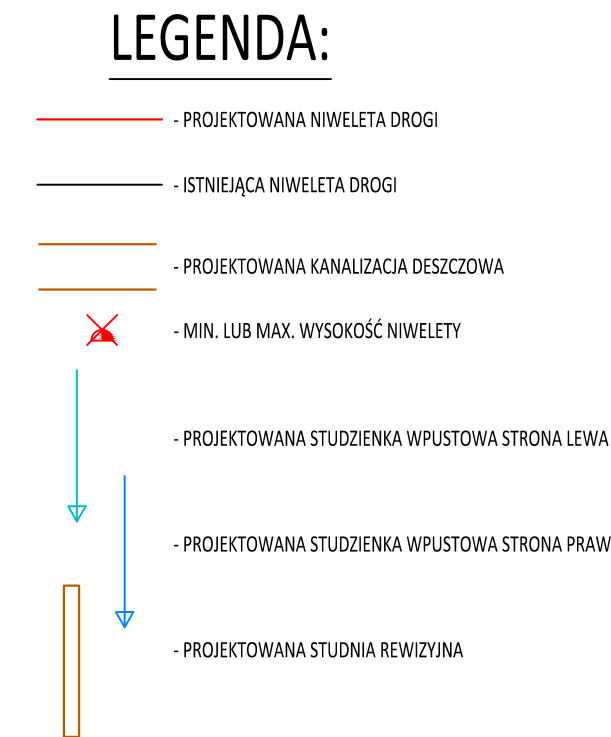 LEGENDA:
- PROJEKTOWANA NIWELETA DROGI
- ISTNIEJĄCA NIWELETA DROGI
- PROJEKTOWANA KANALIZACJA DESZCZOWA
- MIN. LUB MAX. WYSOKOŚĆ NIWELETY
- PROJEKTOWANA STUDZIENKA WPUSTOWA STRONA LEWA
- PROJEKTOWANA STUDZIENKA WPUSTOWA STRONA PRAW
- PROJEKTOWANA STUDNIA REWIZYJNA